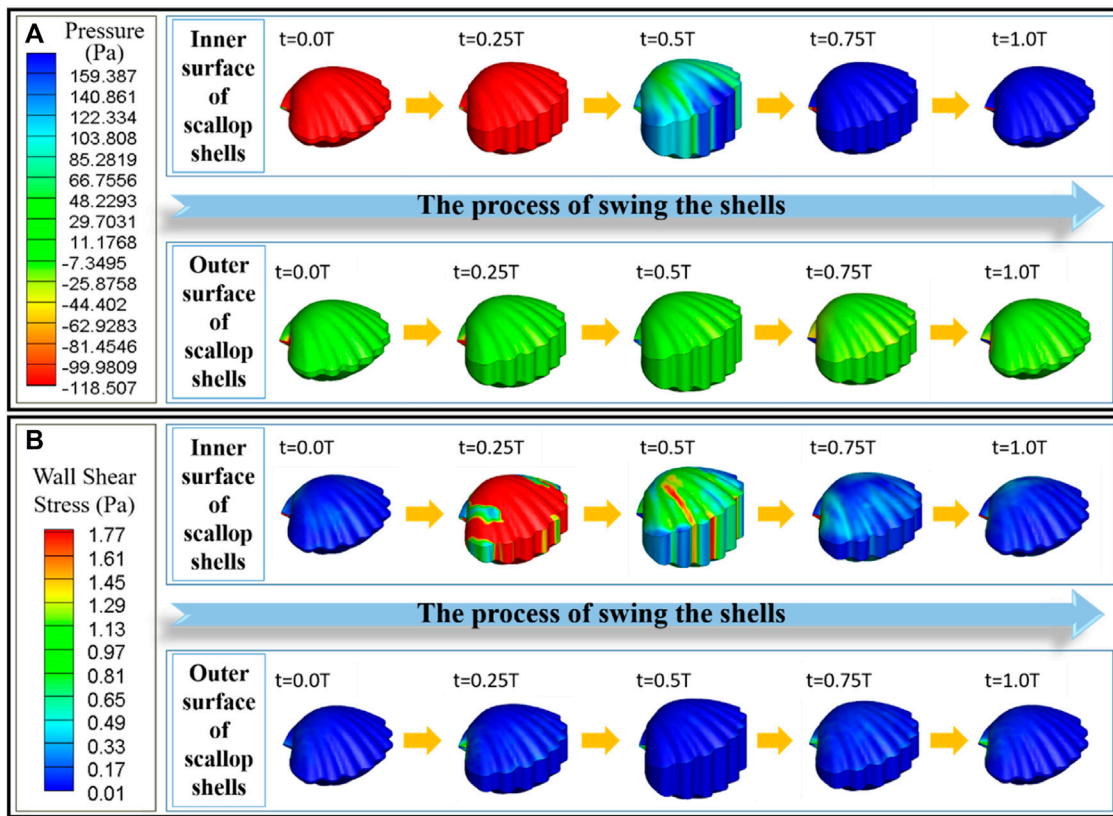 A
Pressure
(Pa)
159.387
140.861
122.334
103.808
85.2819
66.7556
48.2293
29.7031
11.1768
-7.3495
-25.8758
-44.402
-62.9283
-81.4546
-99.9809
-118.507
Inner
surface
of
scallop
shells
t=0.0T t=0.25T t=0.5T t=0.75T t=1.0T
The process of swing the shells
Outer
surface
of
scallop
shells
t=0.0T t=0.25T t=0.5T t=0.75T t=1.0T
B
Wall Shear
Stress (Pa)
1.77
1.61
1.45
1.29
1.13
0.97
0.81
0.65
0.49
0.33
0.17
0.01
Inner
surface
of
scallop
shells
t=0.0T t=0.25T t=0.5T t=0.75T t=1.0T
The process of swing the shells
Outer
surface
of
scallop
shells
t=0.0T t=0.25T t=0.5T t=0.75T t=1.0T